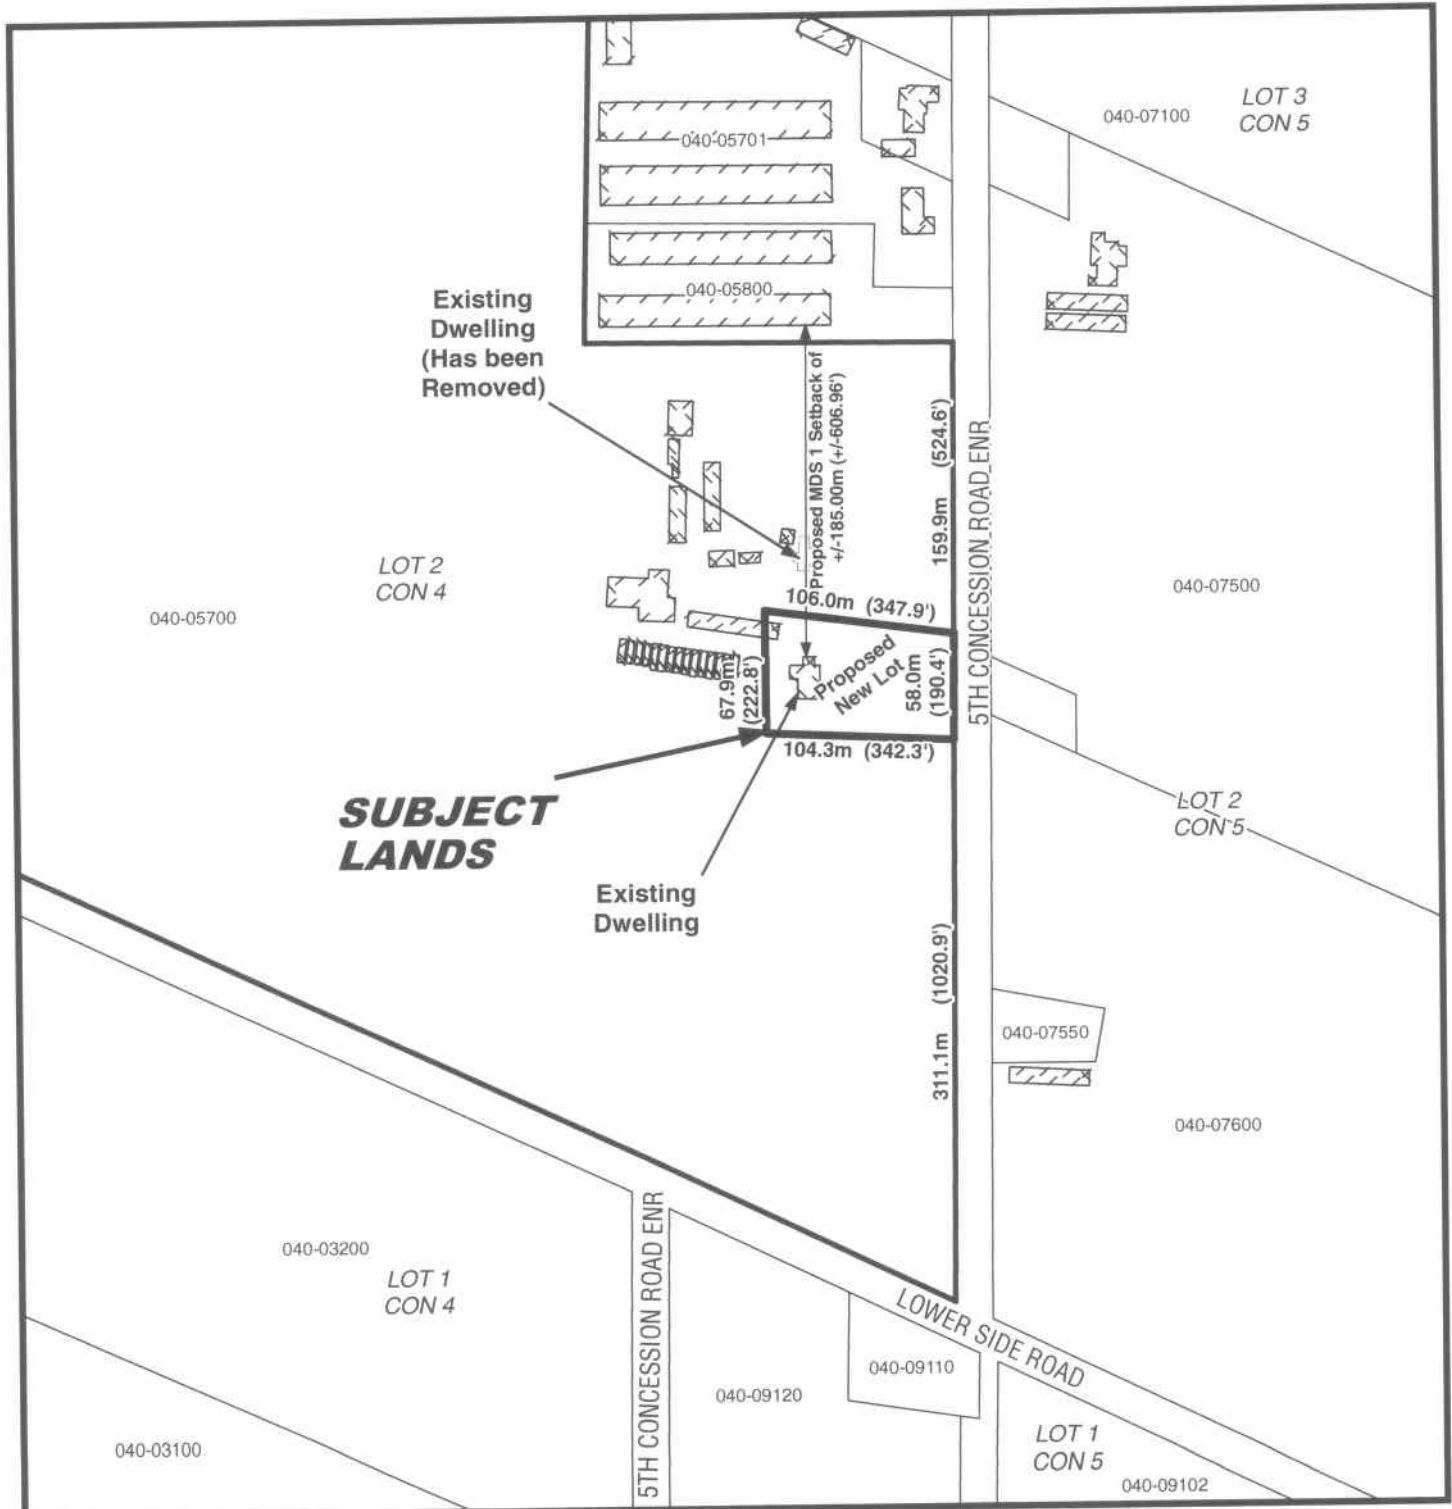 040-07100
LOT 3
CON 5
040-05701
040-05800
Existing
Dwelling
(Has been
Removed)
Proposed MDS 1 Setback of
+/-185.00m (+/-606.96')
159.9m (524.6')
5TH CONCESSION ROAD ENR
LOT 2
CON 4
040-05700
040-07500
106.0m (347.9')
Proposed
New Lot
67.9m
(222.8')
58.0m
(190.4')
104.3m (342.3')
SUBJECT
LANDS
LOT 2
CON 5
Existing
Dwelling
311.1m (1020.9')
040-07550
040-07600
040-03200
LOT 1
CON 4
5TH CONCESSION ROAD ENR
LOWER SIDE ROAD
040-09110
040-09120
040-03100
LOT 1
CON 5
040-09102